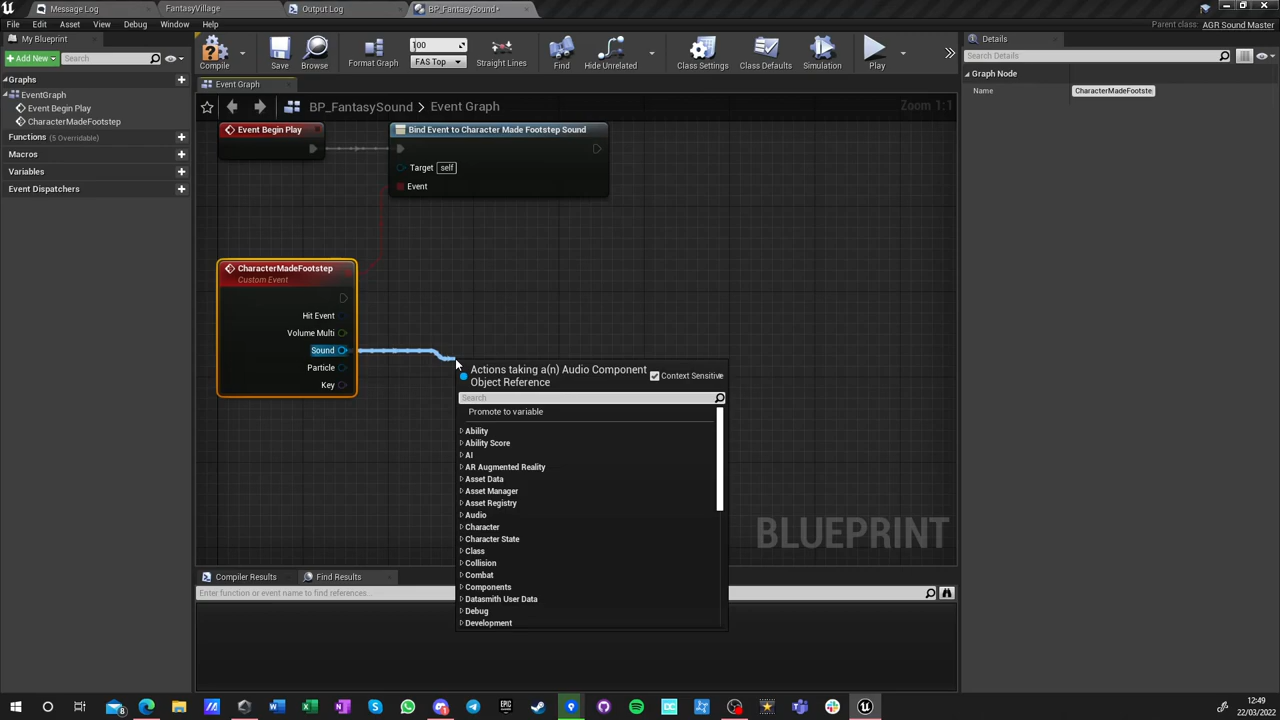 Message Log
FantasyVillage
Output Log
BP_FantasySound*
File Edit Asset View Debug Window Help
Parent class: AGR Sound Master
My Blueprint
Add New
Search
Graphs
EventGraph
Event Begin Play
CharacterMadeFootstep
Functions (5 Overridable)
Macros
Variables
Event Dispatchers
Compile
Save
Browse
Format Graph
100
FAS Top
Straight Lines
Find
Hide Unrelated
Class Settings
Class Defaults
Simulation
Play
Event Graph
BP_FantasySound > Event Graph
Zoom 1:1
Event Begin Play
Bind Event to Character Made Footstep Sound
Target self
Event
CharacterMadeFootstep
Custom Event
Hit Event
Volume Multi
Sound
Particle
Key
Actions taking a(n) Audio Component
Object Reference
Context Sensitive
Search
Promote to variable
Ability
Ability Score
AI
AR Augmented Reality
Asset Data
Asset Manager
Asset Registry
Audio
Character
Character State
Class
Collision
Combat
Components
Datasmith User Data
Debug
Development
BLUEPRINT
Compiler Results
Find Results
Enter function or event name to find references...
Details
Search Details
Graph Node
Name CharacterMadeFootste
12:49
22/03/2022